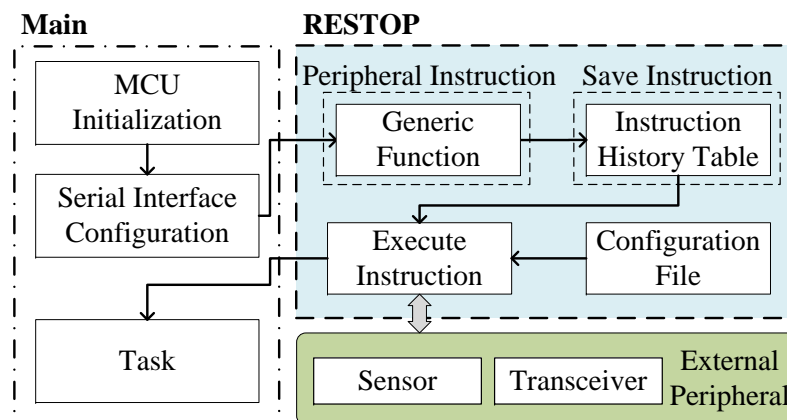 Main
MCU
Initialization
Serial Interface
Configuration
Task
RESTOP
Peripheral Instruction
Generic
Function
Save Instruction
Instruction
History Table
Execute
Instruction
Configuration
File
Sensor
Transceiver
External
Peripheral